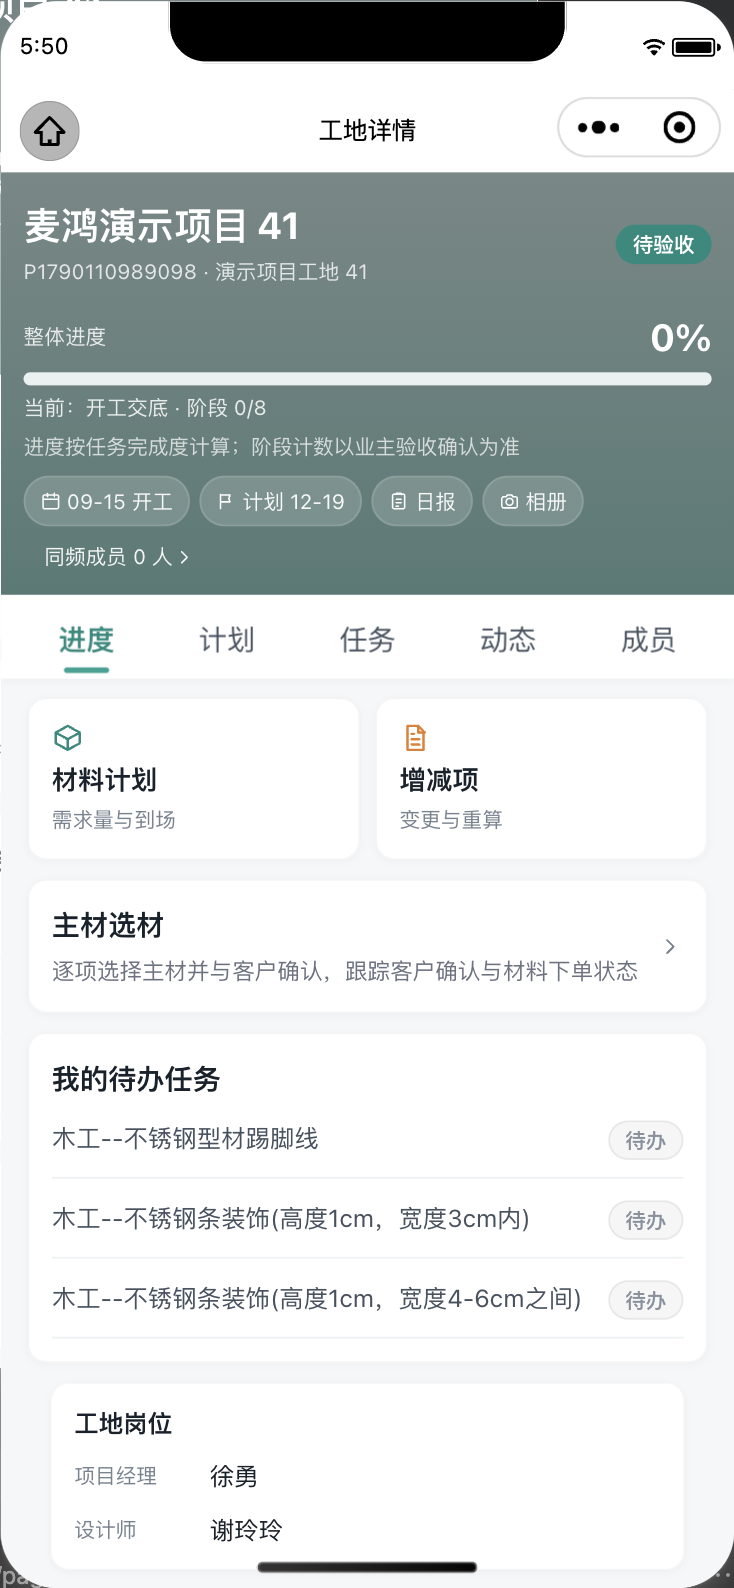 5:50
工地详情
麦鸿演示项目 41
待验收
P1790110989098 · 演示项目工地 41
整体进度
0%
当前：开工交底 · 阶段 0/8
进度按任务完成度计算；阶段计数以业主验收确认为准
09-15 开工
计划 12-19
日报
相册
同频成员 0 人
进度
计划
任务
动态
成员
材料计划
需求量与到场
增减项
变更与重算
主材选材
逐项选择主材并与客户确认，跟踪客户确认与材料下单状态
我的待办任务
木工--不锈钢型材踢脚线
待办
木工--不锈钢条装饰(高度1cm，宽度3cm内)
待办
木工--不锈钢条装饰(高度1cm，宽度4-6cm之间)
待办
工地岗位
项目经理
徐勇
设计师
谢玲玲